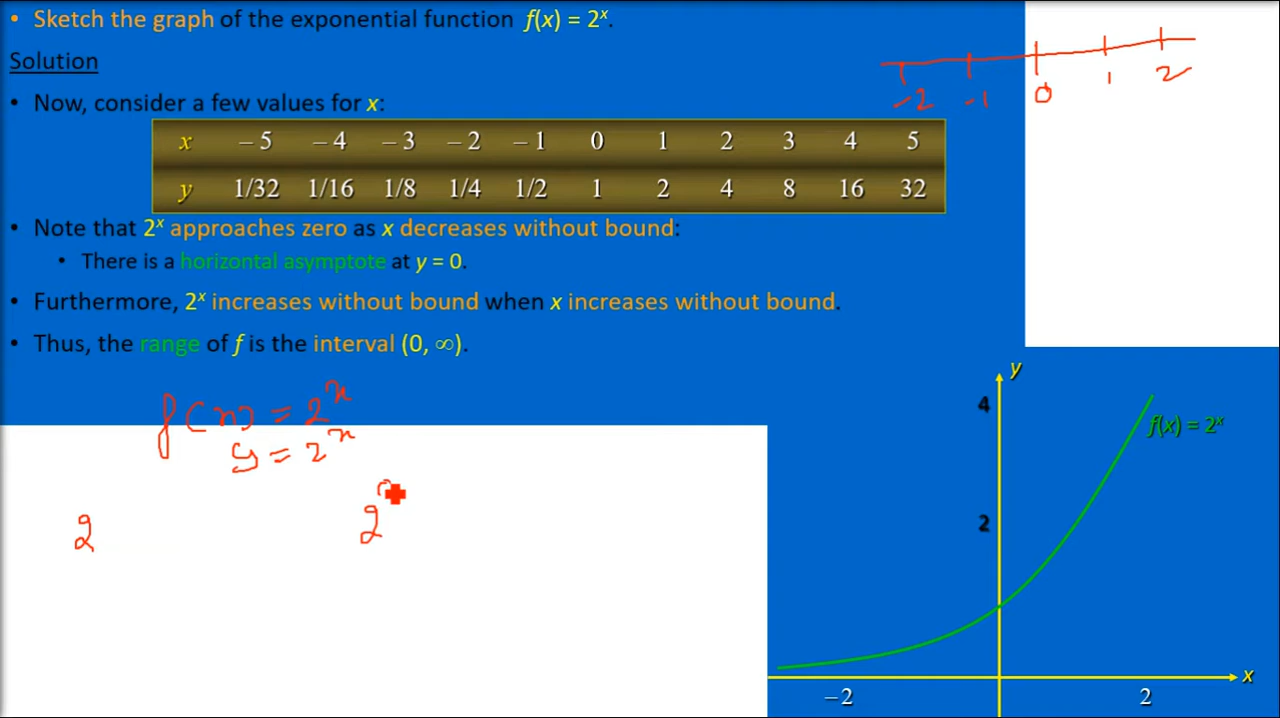 • Sketch the graph of the exponential function f(x) = 2ˣ.
Solution
• Now, consider a few values for x:
x – 5 – 4 – 3 – 2 – 1 0 1 2 3 4 5
y 1/32 1/16 1/8 1/4 1/2 1 2 4 8 16 32
• Note that 2ˣ approaches zero as x decreases without bound:
• There is a horizontal asymptote at y = 0.
• Furthermore, 2ˣ increases without bound when x increases without bound.
• Thus, the range of f is the interval (0, ∞).
-2 -1 0 1 2
f(x) = 2ˣ
y = 2ˣ
2 2
y
4
f(x) = 2ˣ
2
x
–2 2